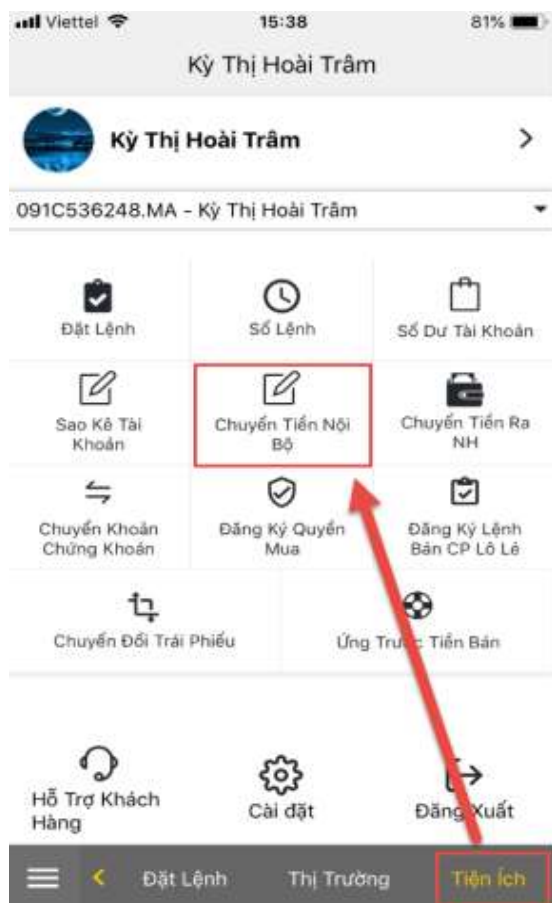 Viettel 15:38 81%
Kỳ Thị Hoài Trâm
Kỳ Thị Hoài Trâm
091C536248.MA - Kỳ Thị Hoài Trâm
Đặt Lệnh Sổ Lệnh Số Dư Tài Khoản
Sao Kê Tài Chuyển Tiền Nội Chuyển Tiền Ra
Khoản Bộ NH
Chuyển Khoản Đăng Ký Quyền Đăng Ký Lệnh
Chứng Khoán Mua Bán CP Lô Lẻ
Chuyển Đổi Trái Phiếu Ứng Trước Tiền Bán
Hỗ Trợ Khách Cài đặt Đăng Xuất
Hàng
Đặt Lệnh Thị Trường Tiện Ích